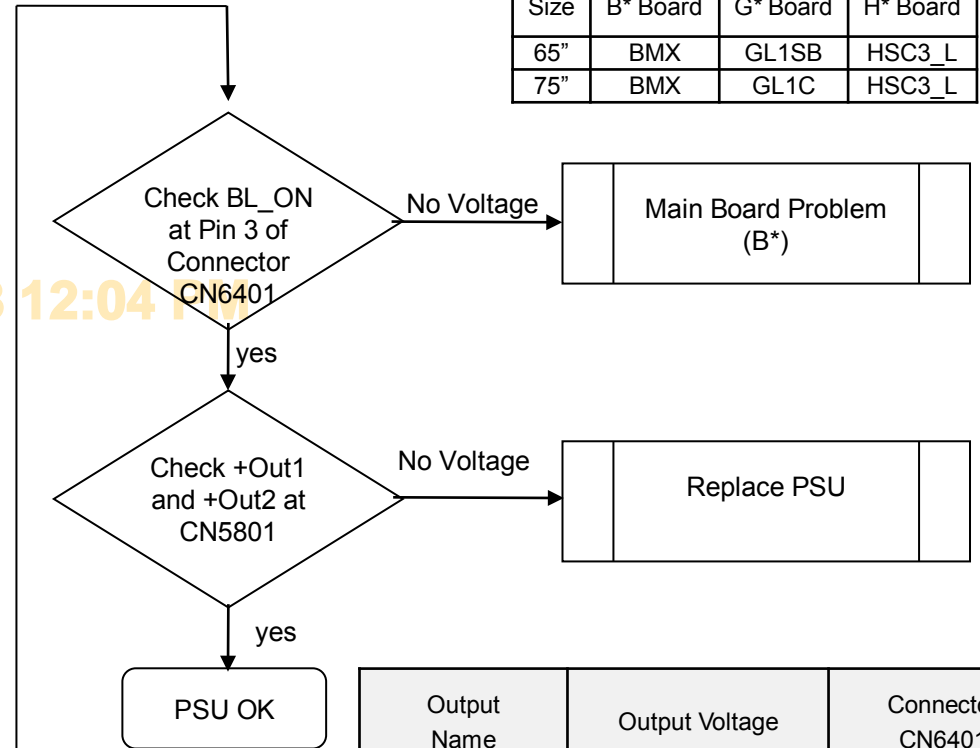 Size B* Board G* Board H* Board
65” BMX GL1SB HSC3_L
75” BMX GL1C HSC3_L
Check BL_ON
at Pin 3 of
Connector
CN6401
No Voltage
Main Board Problem
(B*)
12:04 PM
yes
Check +Out1
and +Out2 at
CN5801
No Voltage
Replace PSU
yes
PSU OK
Output
Name
Output Voltage
CN6401